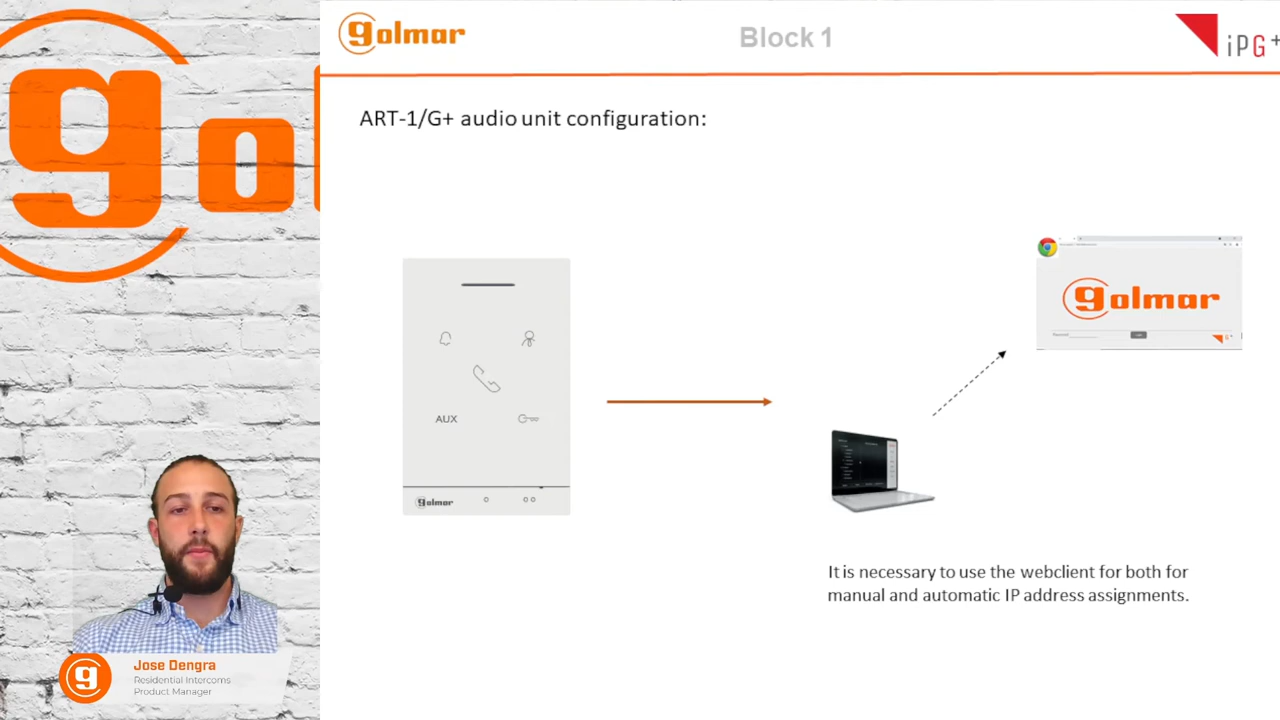 golmar
Block 1
iPG+
ART-1/G+ audio unit configuration:
golmar
AUX
golmar
It is necessary to use the webclient for both for
manual and automatic IP address assignments.
Jose Dengra
Residential Intercoms
Product Manager